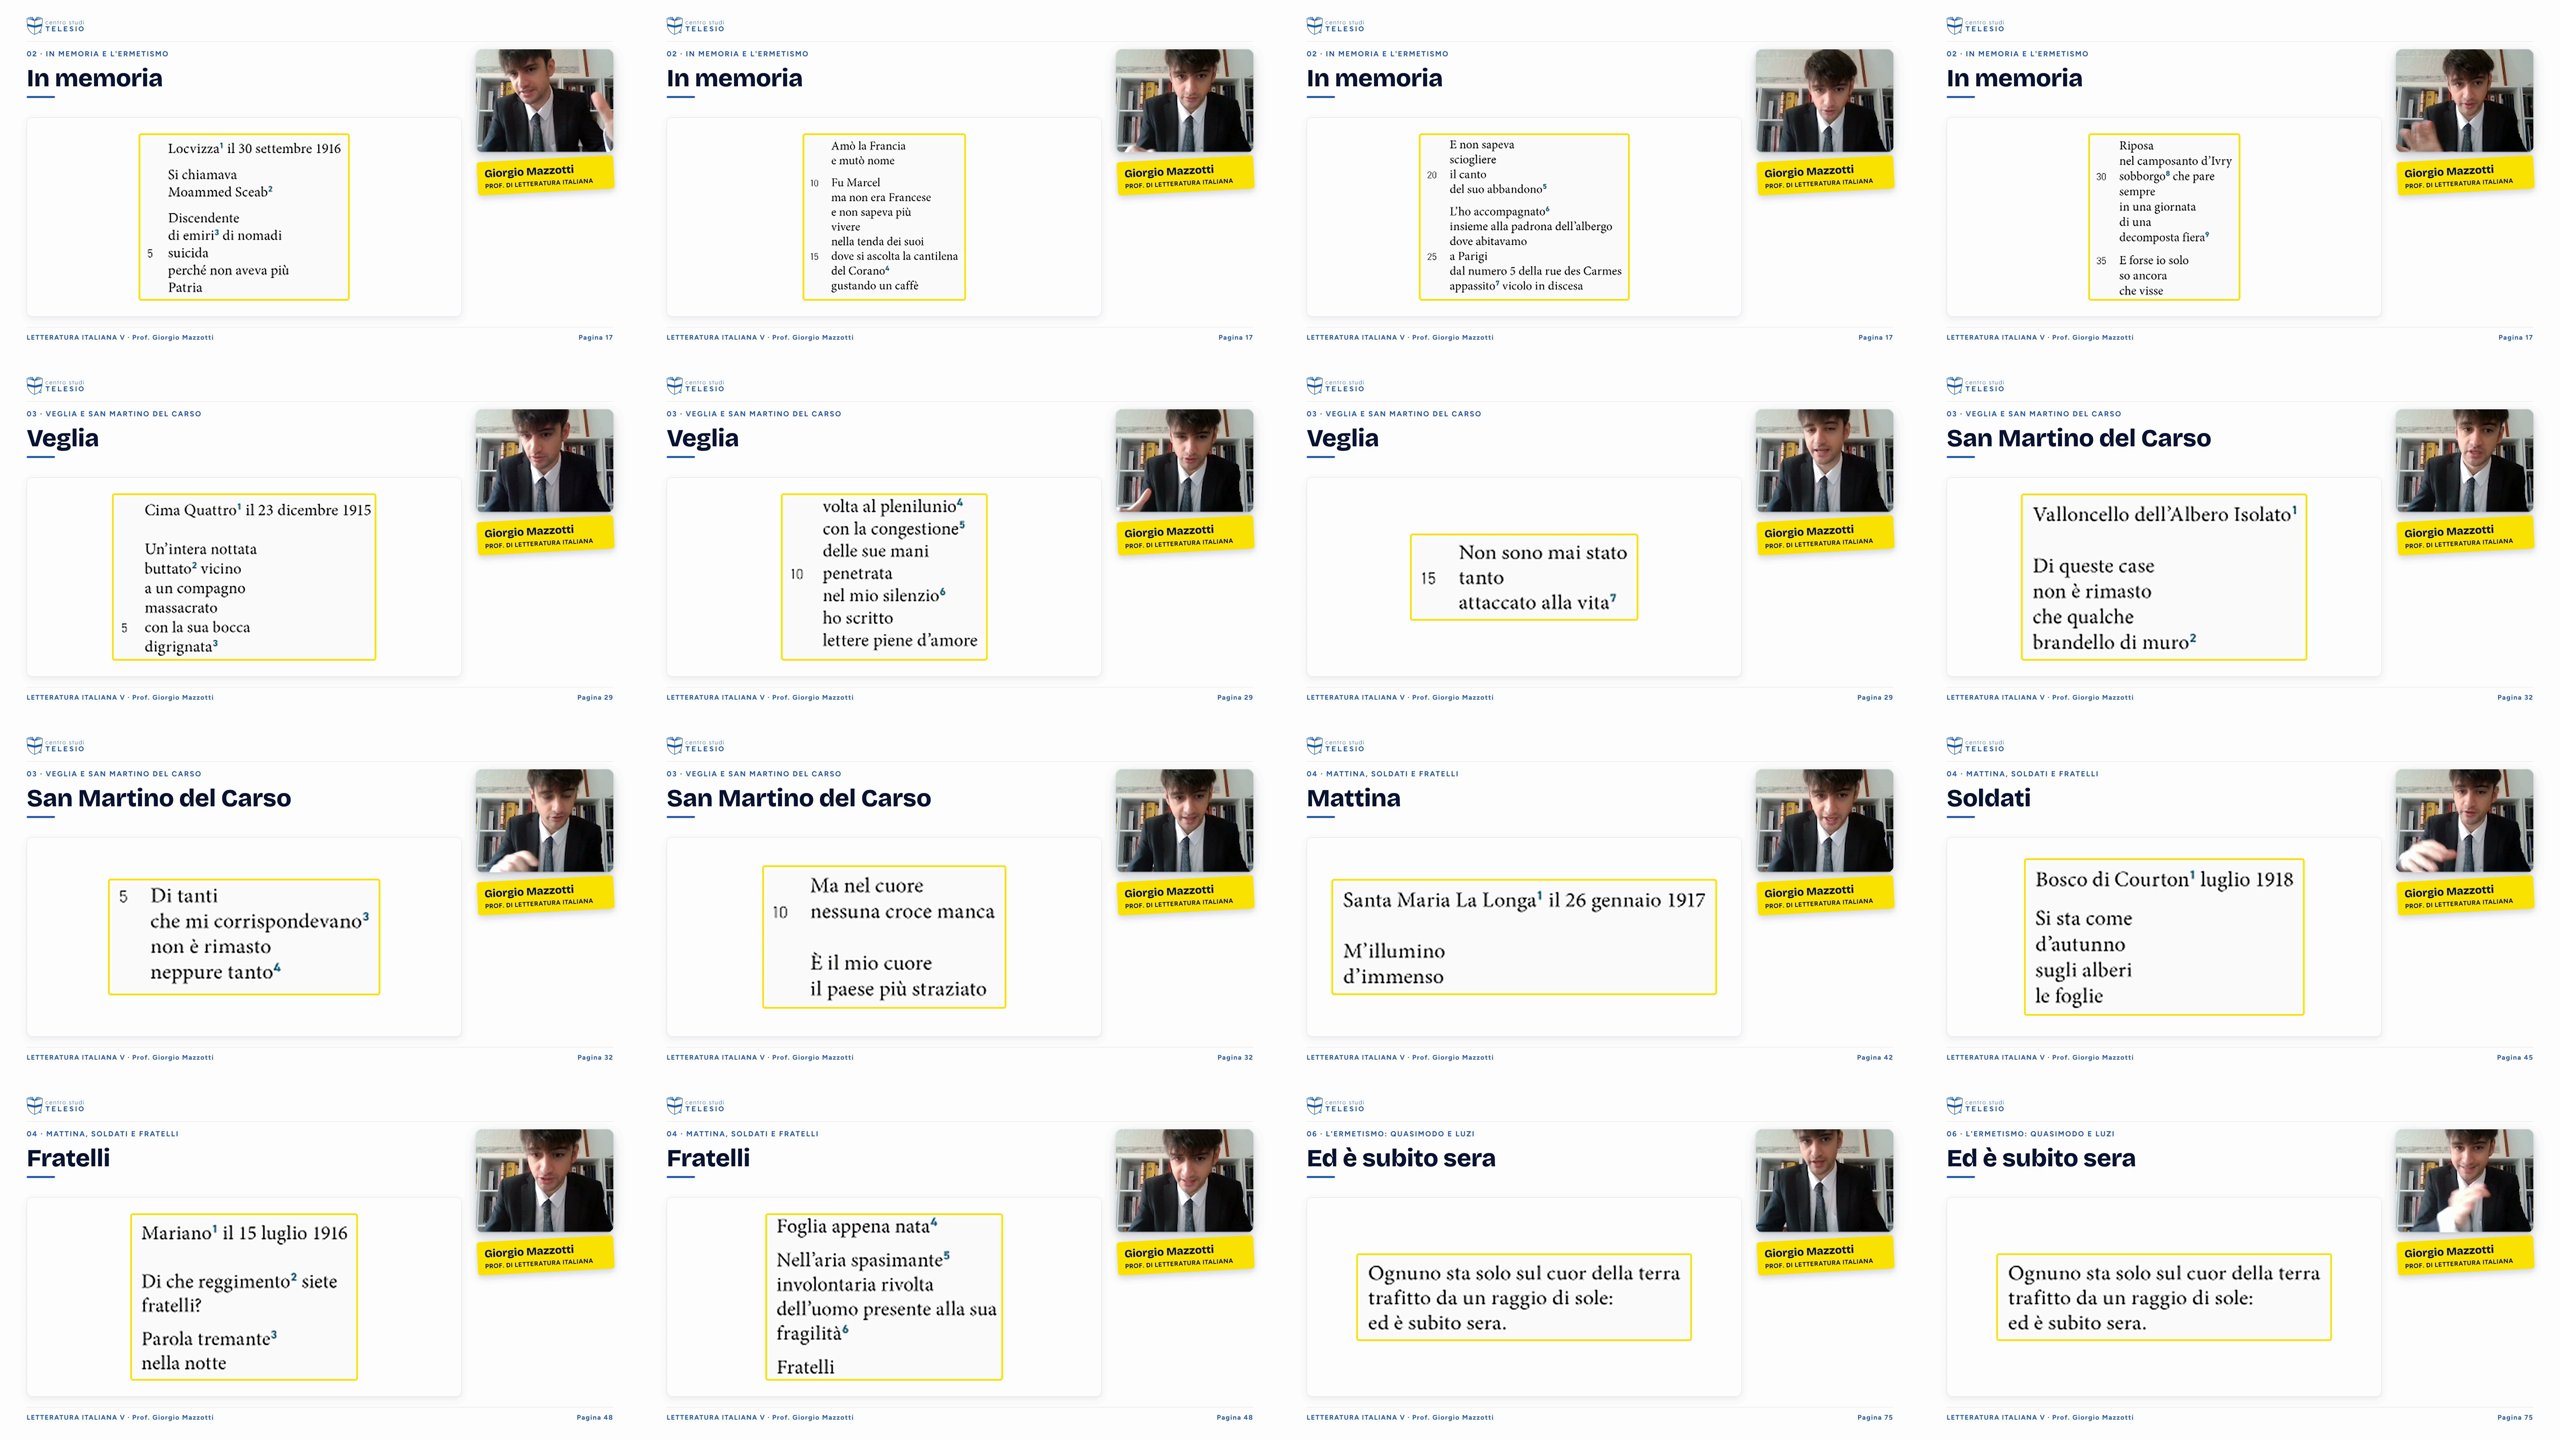 centro studi
TELESIO
02 · IN MEMORIA E L'ERMETISMO
In memoria
Locvizza¹ il 30 settembre 1916
Si chiamava
Moammed Sceab²
Discendente
di emiri³ di nomadi
5 suicida
perché non aveva più
Patria
Giorgio Mazzotti
PROF. DI LETTERATURA ITALIANA
LETTERATURA ITALIANA V · Prof. Giorgio Mazzotti
Pagina 17
centro studi
TELESIO
02 · IN MEMORIA E L'ERMETISMO
In memoria
Amò la Francia
e mutò nome
10 Fu Marcel
ma non era Francese
e non sapeva più
vivere
nella tenda dei suoi
15 dove si ascolta la cantilena
del Corano⁴
gustando un caffè
Giorgio Mazzotti
PROF. DI LETTERATURA ITALIANA
LETTERATURA ITALIANA V · Prof. Giorgio Mazzotti
Pagina 17
centro studi
TELESIO
02 · IN MEMORIA E L'ERMETISMO
In memoria
E non sapeva
sciogliere
20 il canto
del suo abbandono⁵
L'ho accompagnato⁶
insieme alla padrona dell'albergo
dove abitavamo
25 a Parigi
dal numero 5 della rue des Carmes
appassito⁷ vicolo in discesa
Giorgio Mazzotti
PROF. DI LETTERATURA ITALIANA
LETTERATURA ITALIANA V · Prof. Giorgio Mazzotti
Pagina 17
centro studi
TELESIO
02 · IN MEMORIA E L'ERMETISMO
In memoria
Riposa
nel camposanto d'Ivry
30 sobborgo⁸ che pare
sempre
in una giornata
di una
decomposta fiera⁹
35 E forse io solo
so ancora
che visse
Giorgio Mazzotti
PROF. DI LETTERATURA ITALIANA
LETTERATURA ITALIANA V · Prof. Giorgio Mazzotti
Pagina 17
centro studi
TELESIO
03 · VEGLIA E SAN MARTINO DEL CARSO
Veglia
Cima Quattro¹ il 23 dicembre 1915
Un'intera nottata
buttato² vicino
a un compagno
massacrato
5 con la sua bocca
digrignata³
Giorgio Mazzotti
PROF. DI LETTERATURA ITALIANA
LETTERATURA ITALIANA V · Prof. Giorgio Mazzotti
Pagina 29
centro studi
TELESIO
03 · VEGLIA E SAN MARTINO DEL CARSO
Veglia
volta al plenilunio⁴
con la congestione⁵
delle sue mani
10 penetrata
nel mio silenzio⁶
ho scritto
lettere piene d'amore
Giorgio Mazzotti
PROF. DI LETTERATURA ITALIANA
LETTERATURA ITALIANA V · Prof. Giorgio Mazzotti
Pagina 29
centro studi
TELESIO
03 · VEGLIA E SAN MARTINO DEL CARSO
Veglia
Non sono mai stato
15 tanto
attaccato alla vita⁷
Giorgio Mazzotti
PROF. DI LETTERATURA ITALIANA
LETTERATURA ITALIANA V · Prof. Giorgio Mazzotti
Pagina 29
centro studi
TELESIO
03 · VEGLIA E SAN MARTINO DEL CARSO
San Martino del Carso
Valloncello dell'Albero Isolato¹
Di queste case
non è rimasto
che qualche
brandello di muro²
Giorgio Mazzotti
PROF. DI LETTERATURA ITALIANA
LETTERATURA ITALIANA V · Prof. Giorgio Mazzotti
Pagina 32
centro studi
TELESIO
03 · VEGLIA E SAN MARTINO DEL CARSO
San Martino del Carso
5 Di tanti
che mi corrispondevano³
non è rimasto
neppure tanto⁴
Giorgio Mazzotti
PROF. DI LETTERATURA ITALIANA
LETTERATURA ITALIANA V · Prof. Giorgio Mazzotti
Pagina 32
centro studi
TELESIO
03 · VEGLIA E SAN MARTINO DEL CARSO
San Martino del Carso
Ma nel cuore
10 nessuna croce manca
È il mio cuore
il paese più straziato
Giorgio Mazzotti
PROF. DI LETTERATURA ITALIANA
LETTERATURA ITALIANA V · Prof. Giorgio Mazzotti
Pagina 32
centro studi
TELESIO
04 · MATTINA, SOLDATI E FRATELLI
Mattina
Santa Maria La Longa¹ il 26 gennaio 1917
M'illumino
d'immenso
Giorgio Mazzotti
PROF. DI LETTERATURA ITALIANA
LETTERATURA ITALIANA V · Prof. Giorgio Mazzotti
Pagina 42
centro studi
TELESIO
04 · MATTINA, SOLDATI E FRATELLI
Soldati
Bosco di Courton¹ luglio 1918
Si sta come
d'autunno
sugli alberi
le foglie
Giorgio Mazzotti
PROF. DI LETTERATURA ITALIANA
LETTERATURA ITALIANA V · Prof. Giorgio Mazzotti
Pagina 45
centro studi
TELESIO
04 · MATTINA, SOLDATI E FRATELLI
Fratelli
Mariano¹ il 15 luglio 1916
Di che reggimento² siete
fratelli?
Parola tremante³
nella notte
Giorgio Mazzotti
PROF. DI LETTERATURA ITALIANA
LETTERATURA ITALIANA V · Prof. Giorgio Mazzotti
Pagina 48
centro studi
TELESIO
04 · MATTINA, SOLDATI E FRATELLI
Fratelli
Foglia appena nata⁴
Nell'aria spasimante⁵
involontaria rivolta
dell'uomo presente alla sua
fragilità⁶
Fratelli
Giorgio Mazzotti
PROF. DI LETTERATURA ITALIANA
LETTERATURA ITALIANA V · Prof. Giorgio Mazzotti
Pagina 48
centro studi
TELESIO
06 · L'ERMETISMO: QUASIMODO E LUZI
Ed è subito sera
Ognuno sta solo sul cuor della terra
trafitto da un raggio di sole:
ed è subito sera.
Giorgio Mazzotti
PROF. DI LETTERATURA ITALIANA
LETTERATURA ITALIANA V · Prof. Giorgio Mazzotti
Pagina 75
centro studi
TELESIO
06 · L'ERMETISMO: QUASIMODO E LUZI
Ed è subito sera
Ognuno sta solo sul cuor della terra
trafitto da un raggio di sole:
ed è subito sera.
Giorgio Mazzotti
PROF. DI LETTERATURA ITALIANA
LETTERATURA ITALIANA V · Prof. Giorgio Mazzotti
Pagina 75